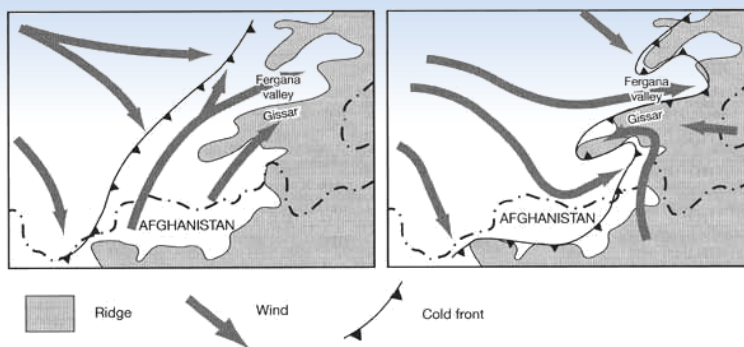 Fergana
valley
Gissar
AFGHANISTAN
Fergana
valley
Gissar
AFGHANISTAN
Ridge
Wind
Cold front